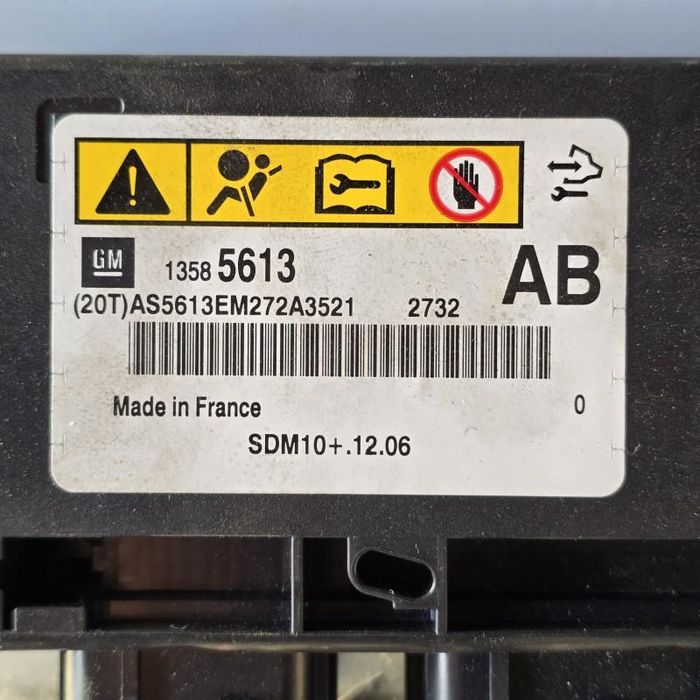 GM 1358 5613 AB
(20T)AS5613EM272A3521 2732
Made in France 0
SDM10+.12.06